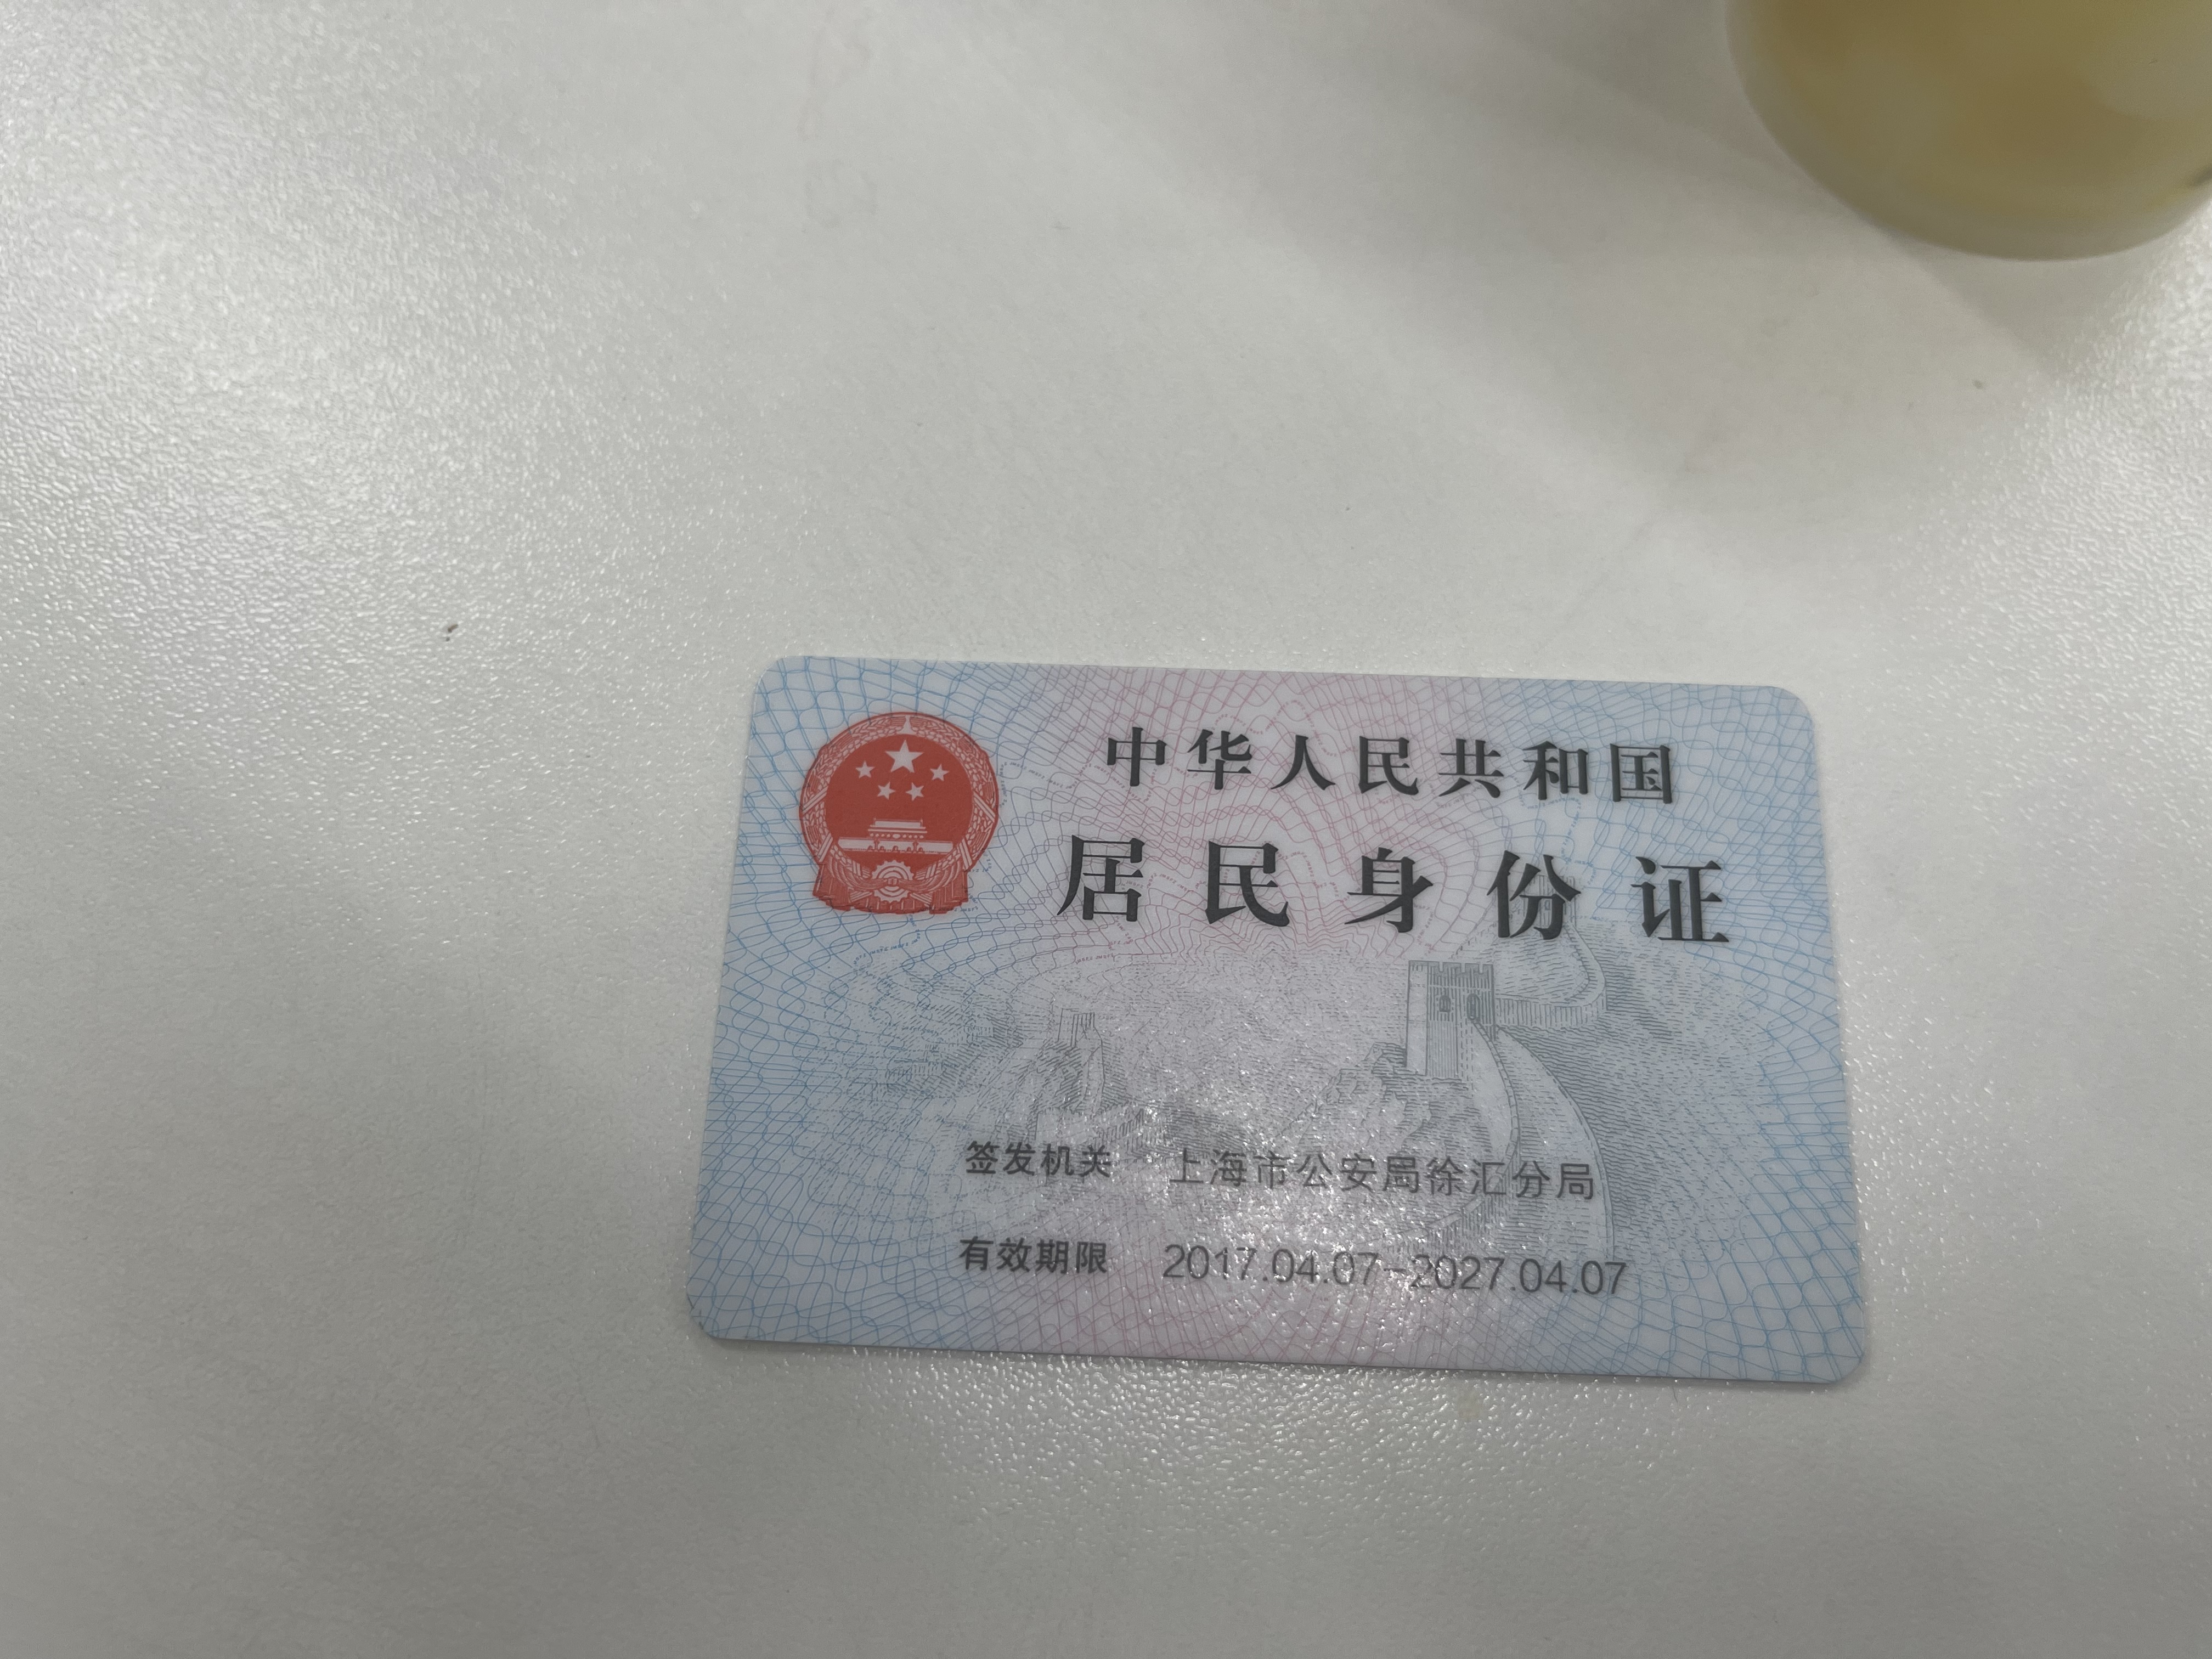 中华人民共和国
居民身份证
签发机关 上海市公安局徐汇分局
有效期限 2017.04.07-2027.04.07